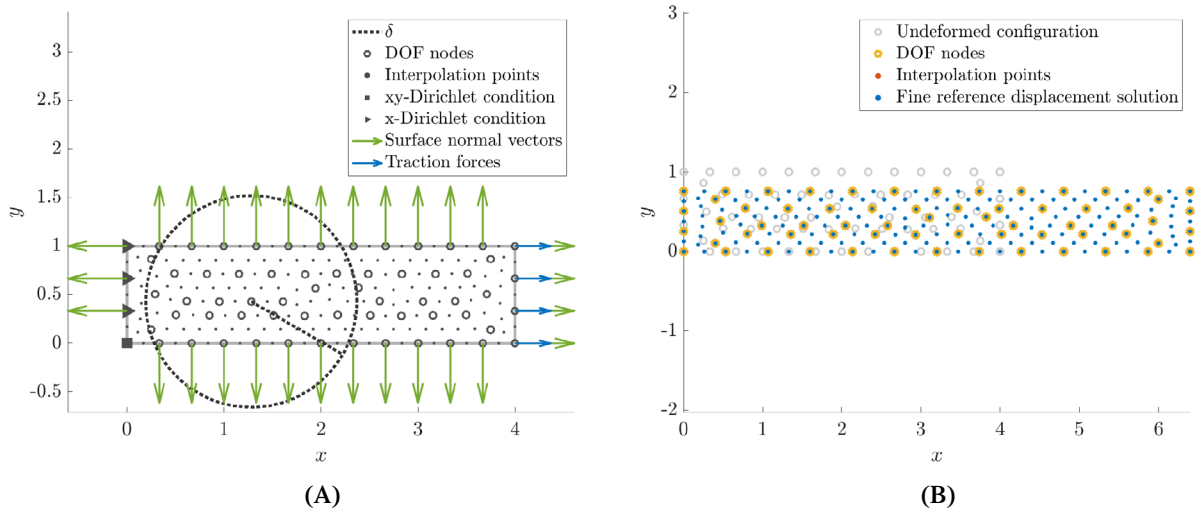 δ
DOF nodes
Interpolation points
xy-Dirichlet condition
x-Dirichlet condition
Surface normal vectors
Traction forces
3
2.5
2
1.5
1
0.5
0
-0.5
y
0
1
2
3
4
x
(A)
Undeformed configuration
DOF nodes
Interpolation points
Fine reference displacement solution
3
2
1
0
-1
-2
y
0
1
2
3
4
5
6
x
(B)